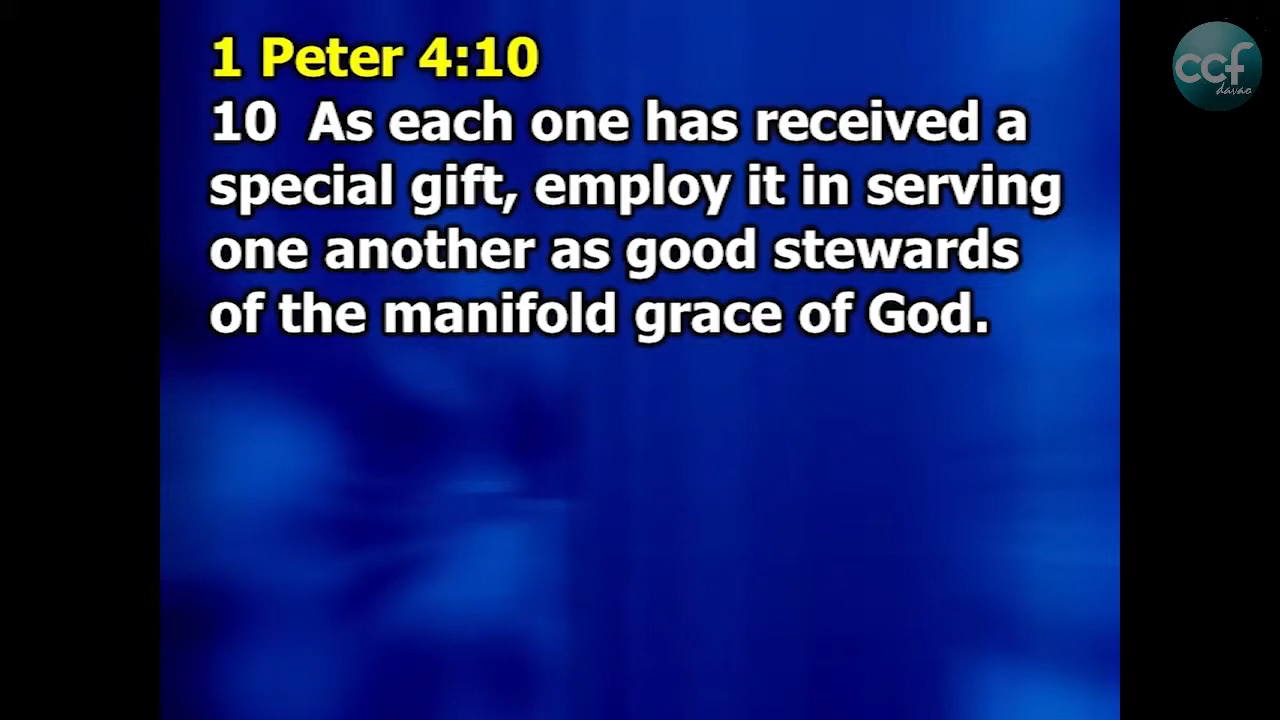 1 Peter 4:10
10 As each one has received a
special gift, employ it in serving
one another as good stewards
of the manifold grace of God.
ccf
davao